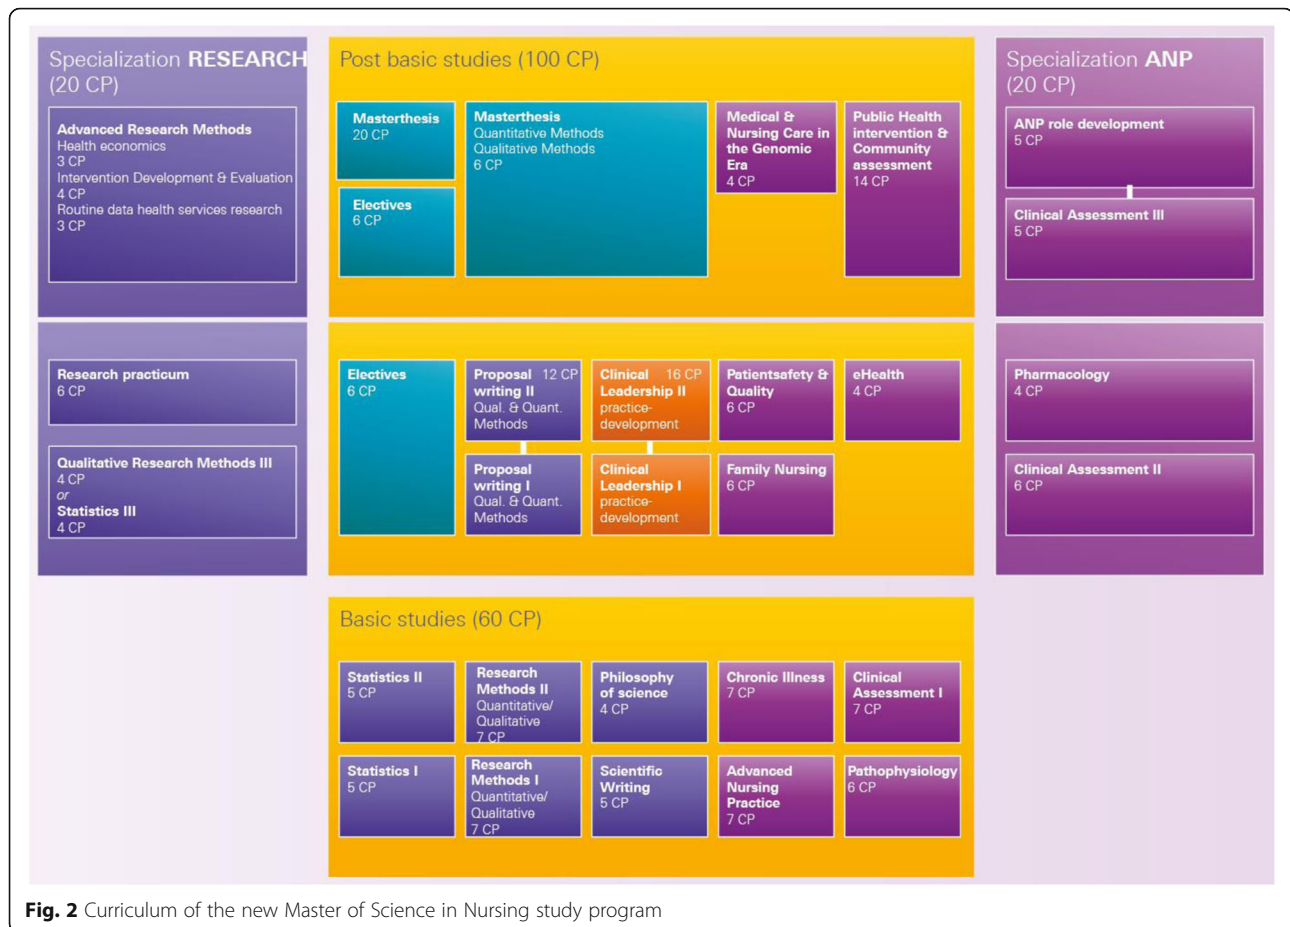 Specialization RESEARCH
(20 CP)
Advanced Research Methods
Health economics
3 CP
Intervention Development & Evaluation
4 CP
Routine data health services research
3 CP
Research practicum
6 CP
Qualitative Research Methods III
4 CP
or
Statistics III
4 CP
Post basic studies (100 CP)
Masterthesis
20 CP
Electives
6 CP
Masterthesis
Quantitative Methods
Qualitative Methods
6 CP
Medical &
Nursing Care in
the Genomic
Era
4 CP
Public Health
intervention &
Community
assessment
14 CP
Electives
6 CP
Proposal 12 CP
writing II
Qual. & Quant.
Methods
Clinical 16 CP
Leadership II
practice-
development
Patientsafety &
Quality
6 CP
eHealth
4 CP
Proposal
writing I
Qual. & Quant.
Methods
Clinical
Leadership I
practice-
development
Family Nursing
6 CP
Specialization ANP
(20 CP)
ANP role development
5 CP
Clinical Assessment III
5 CP
Pharmacology
4 CP
Clinical Assessment II
6 CP
Basic studies (60 CP)
Statistics II
5 CP
Research
Methods II
Quantitative/
Qualitative
7 CP
Philosophy
of science
4 CP
Chronic Illness
7 CP
Clinical
Assessment I
7 CP
Statistics I
5 CP
Research
Methods I
Quantitative/
Qualitative
7 CP
Scientific
Writing
5 CP
Advanced
Nursing
Practice
7 CP
Pathophysiology
6 CP
Fig. 2 Curriculum of the new Master of Science in Nursing study program